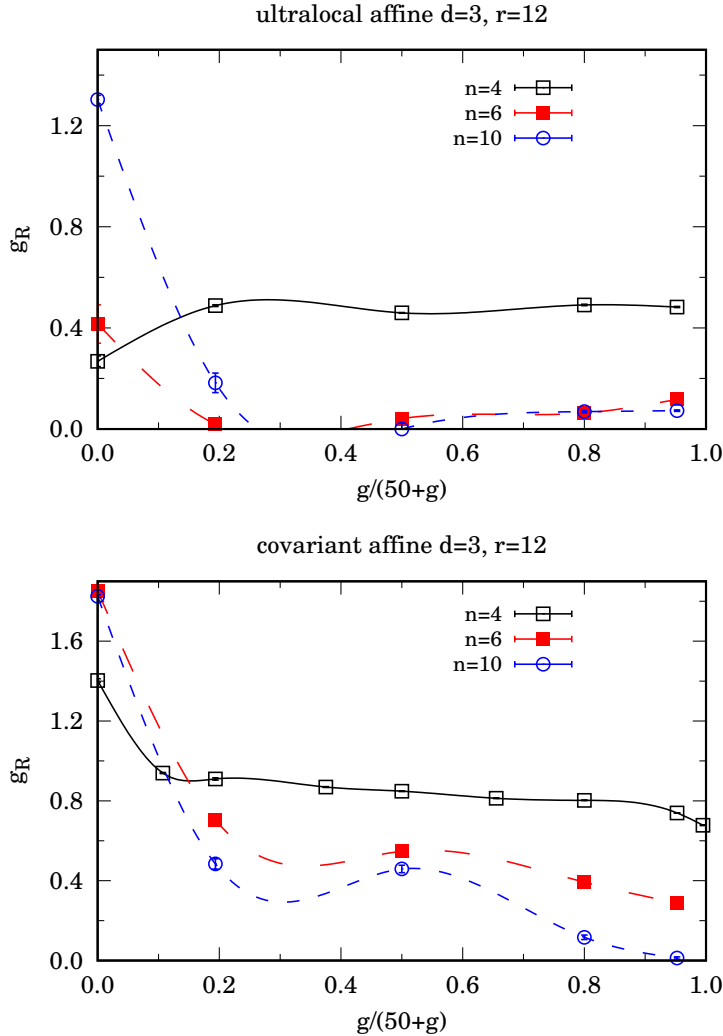 ultralocal affine d=3, r=12
n=4
n=6
n=10
1.2
0.8
0.4
0.0
g_R
0.0 0.2 0.4 0.6 0.8 1.0
g/(50+g)
covariant affine d=3, r=12
n=4
n=6
n=10
1.6
1.2
0.8
0.4
0.0
g_R
0.0 0.2 0.4 0.6 0.8 1.0
g/(50+g)